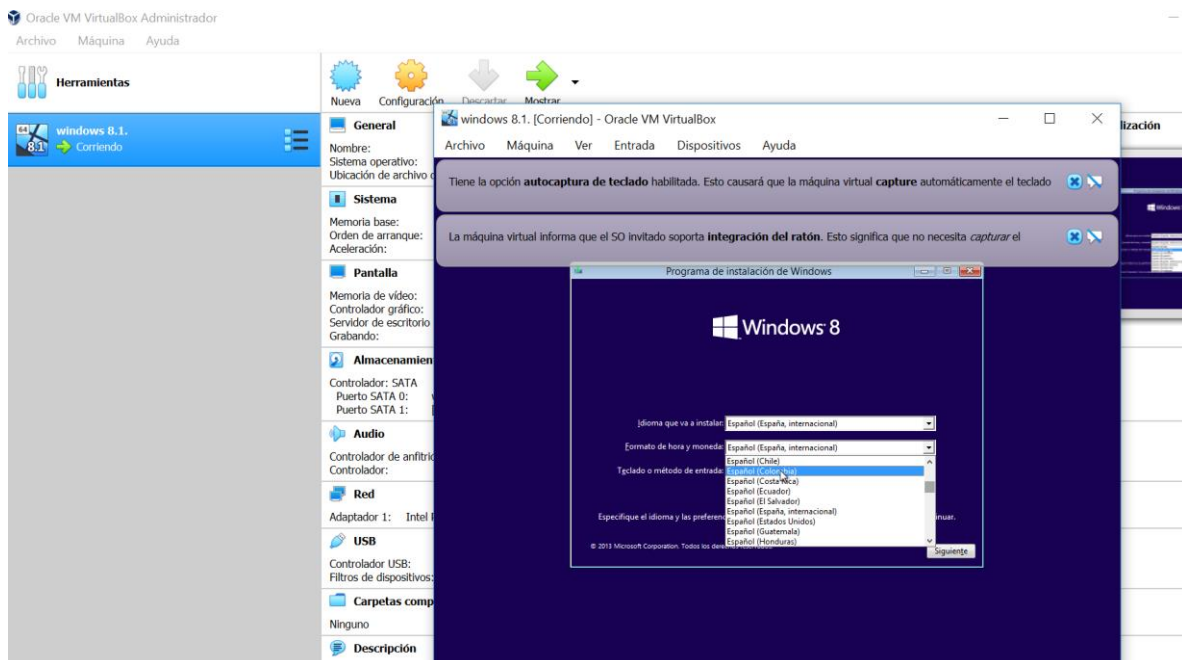 Oracle VM VirtualBox Administrador
Archivo Máquina Ayuda
Herramientas
Nueva Configuración Descartar Mostrar
windows 8.1.
Corriendo
General
Nombre:
Sistema operativo:
Ubicación de archivo
Sistema
Memoria base:
Orden de arranque:
Aceleración:
Pantalla
Memoria de vídeo:
Controlador gráfico:
Servidor de escritorio
Grabando:
Almacenamien
Controlador: SATA
Puerto SATA 0:
Puerto SATA 1:
Audio
Controlador de anfitrió
Controlador:
Red
Adaptador 1: Intel
USB
Controlador USB:
Filtros de dispositivos:
Carpetas comp
Ninguno
Descripción
lización
windows 8.1. [Corriendo] - Oracle VM VirtualBox
Archivo Máquina Ver Entrada Dispositivos Ayuda
Tiene la opción autocaptura de teclado habilitada. Esto causará que la máquina virtual capture automáticamente el teclado
La máquina virtual informa que el SO invitado soporta integración del ratón. Esto significa que no necesita capturar el
Programa de instalación de Windows
Windows 8
Idioma que va a instalar: Español (España, internacional)
Formato de hora y moneda: Español (España, internacional)
Español (Chile)
Teclado o método de entrada: Español (Colombia)
Español (Costa Rica)
Español (Ecuador)
Español (El Salvador)
Español (España, internacional)
Español (Estados Unidos)
Español (Guatemala)
Español (Honduras)
Especifique el idioma y las preferenc
inuar.
© 2013 Microsoft Corporation. Todos los derechos reservados.
Siguiente